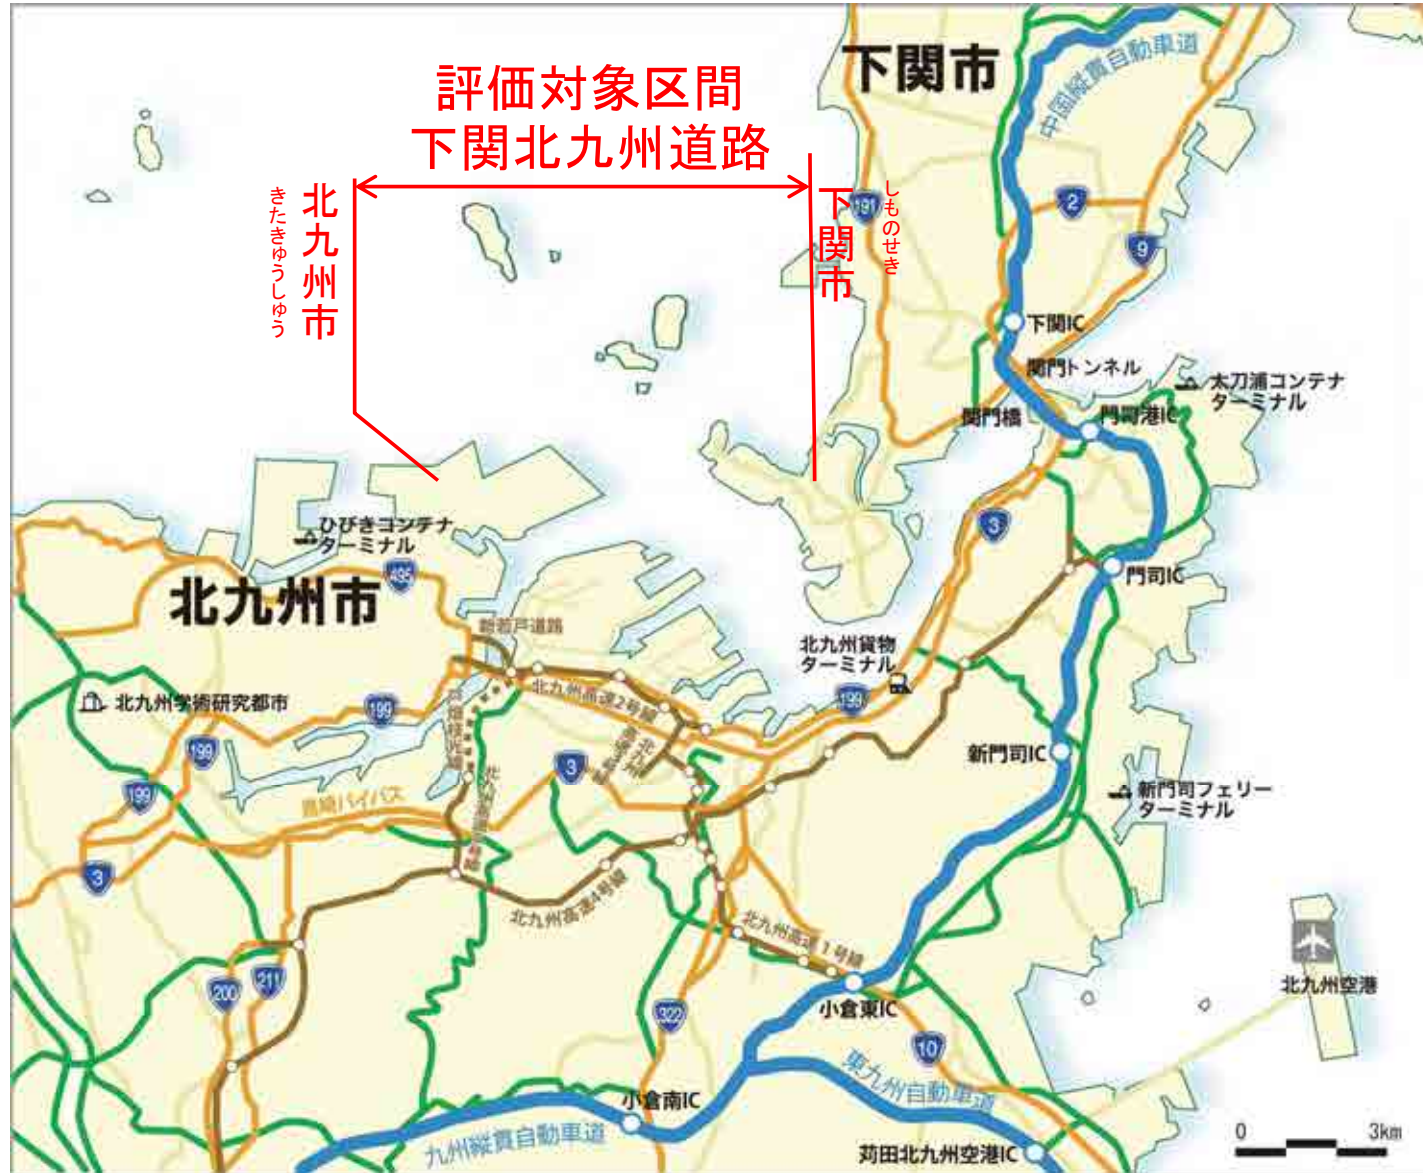 下関市
中国縦貫自動車道
評価対象区間
下関北九州道路
北九州市
きたきゅうしゅう
下関市
しものせき
191
2
9
下関IC
関門トンネル
太刀浦コンテナ
ターミナル
関門橋
門司港IC
3
ひびきコンテナ
ターミナル
495
門司IC
北九州市
新若戸道路
北九州貨物
ターミナル
北九州学術研究都市
199
北九州高速2号線
199
199
3
新門司IC
199
黒崎バイパス
新門司フェリー
ターミナル
3
北九州高速4号線
北九州高速1号線
200
211
322
小倉東IC
北九州空港
10
東九州自動車道
小倉南IC
九州縦貫自動車道
苅田北九州空港IC
0 3km